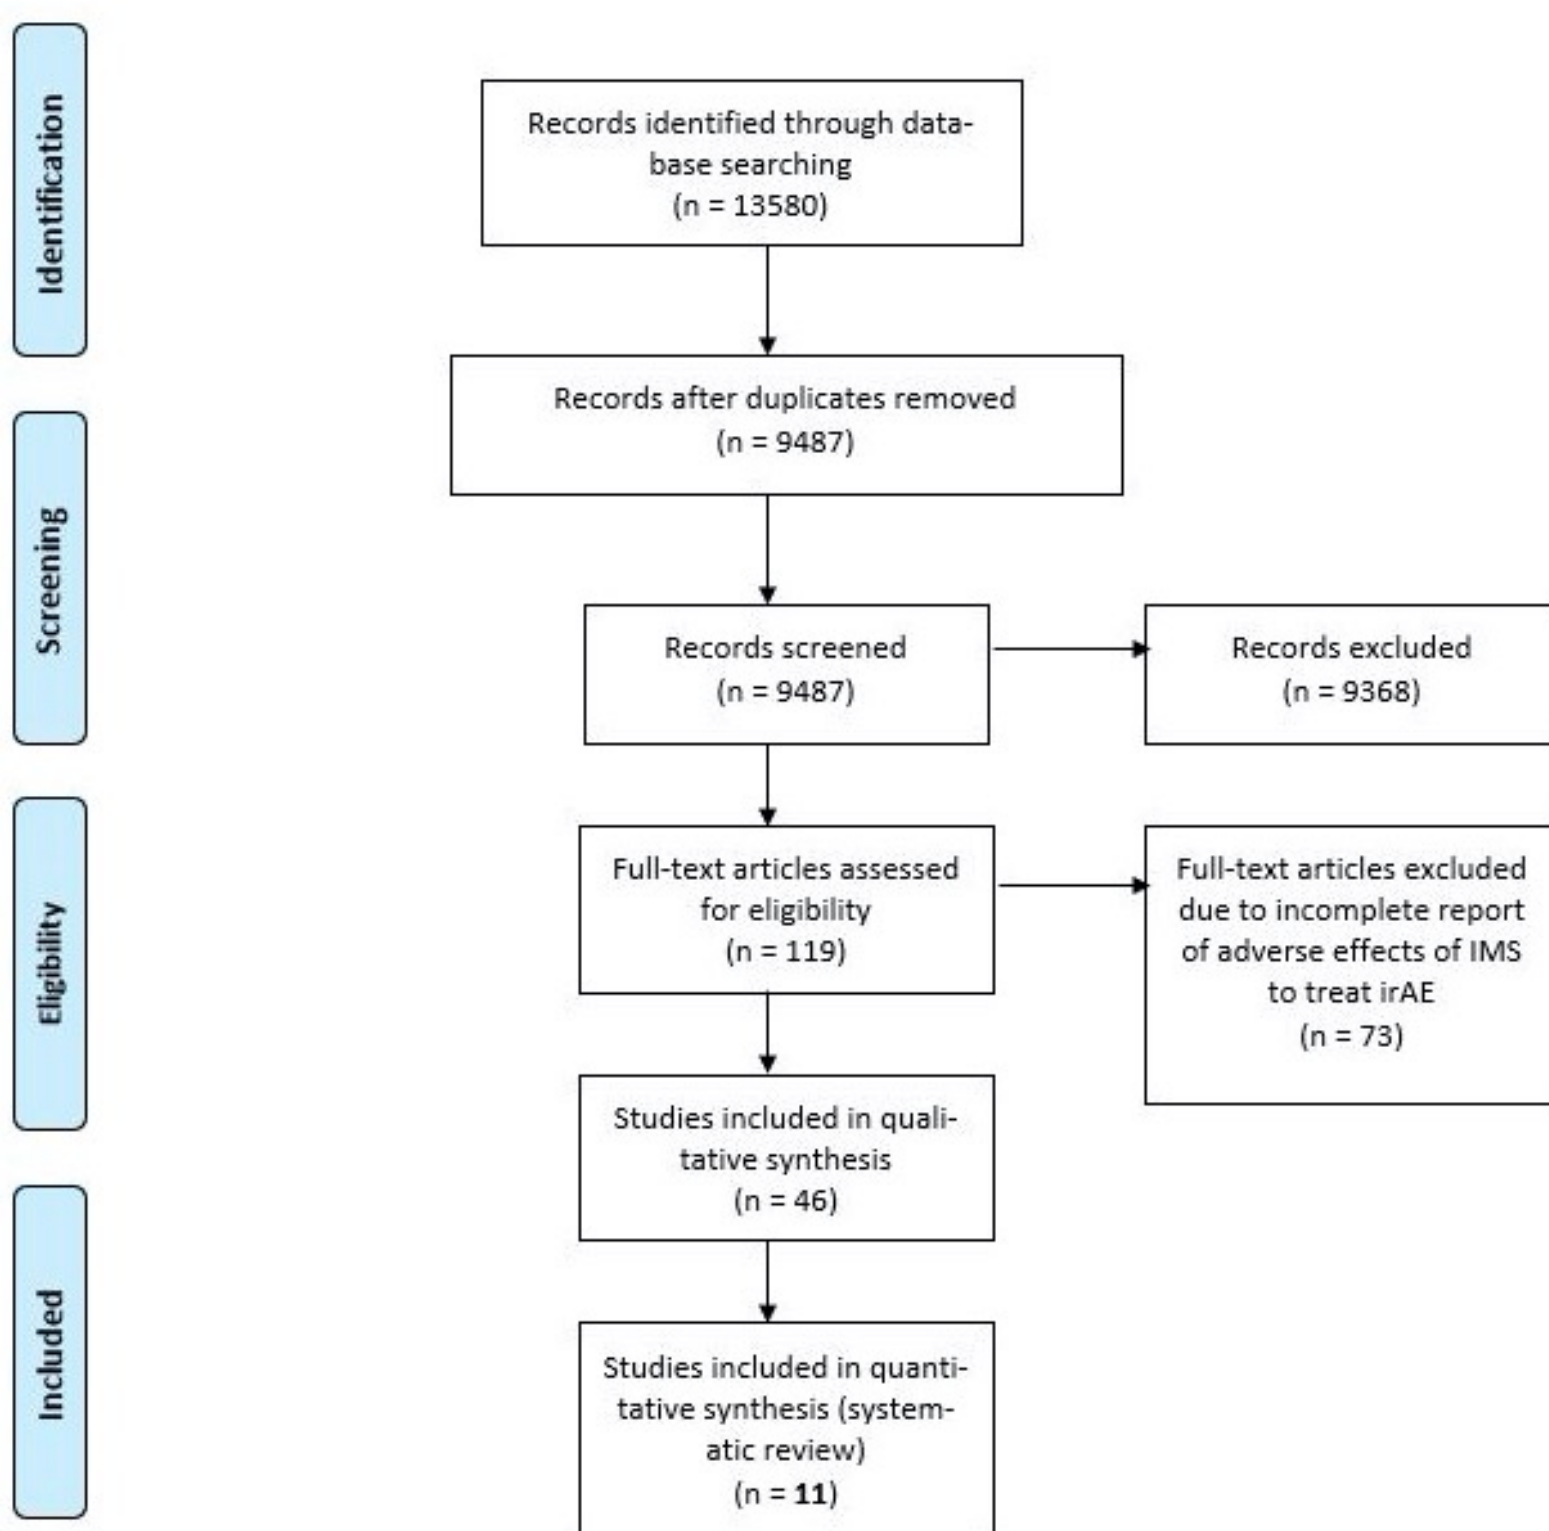 Identification
Records identified through data-
base searching
(n = 13580)
Records after duplicates removed
(n = 9487)
Screening
Records screened
(n = 9487)
Records excluded
(n = 9368)
Eligibility
Full-text articles assessed
for eligibility
(n = 119)
Full-text articles excluded
due to incomplete report
of adverse effects of IMS
to treat irAE
(n = 73)
Studies included in quali-
tative synthesis
(n = 46)
Included
Studies included in quanti-
tative synthesis (system-
atic review)
(n = 11)